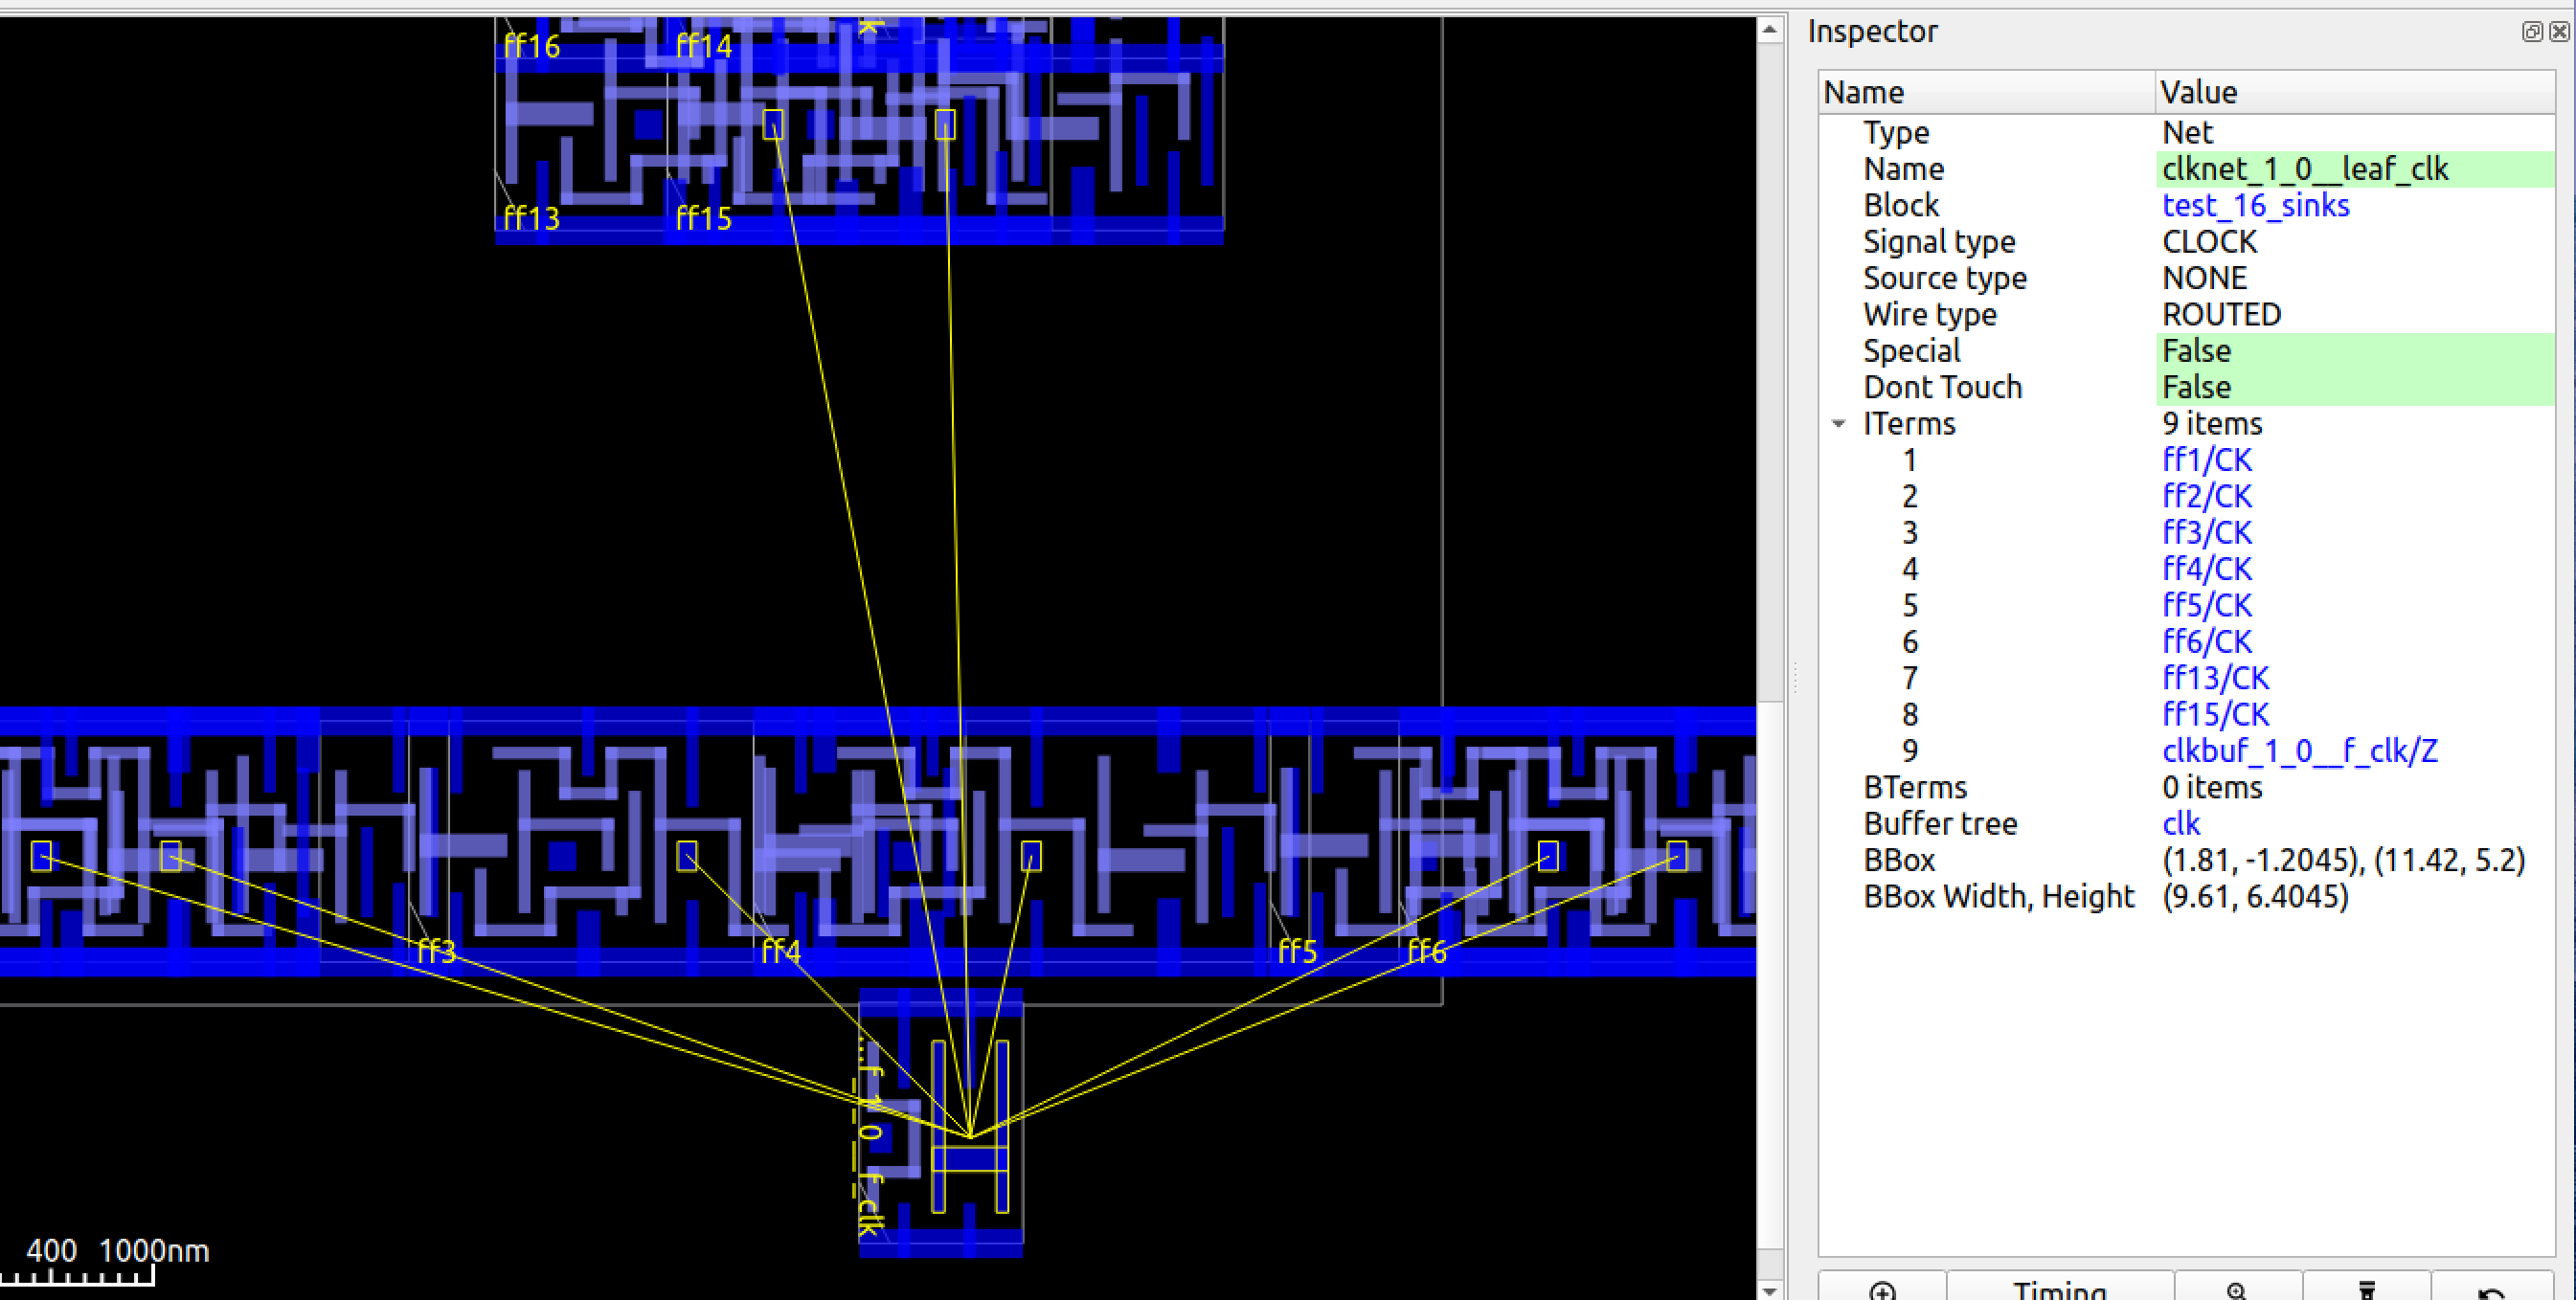 ff16
ff14
k
ff13
ff15
ff3
ff4
ff5
ff6
...f_1_0__f_clk
400 1000nm
Inspector
Name Value
Type Net
Name clknet_1_0__leaf_clk
Block test_16_sinks
Signal type CLOCK
Source type NONE
Wire type ROUTED
Special False
Dont Touch False
ITerms 9 items
1 ff1/CK
2 ff2/CK
3 ff3/CK
4 ff4/CK
5 ff5/CK
6 ff6/CK
7 ff13/CK
8 ff15/CK
9 clkbuf_1_0__f_clk/Z
BTerms 0 items
Buffer tree clk
BBox (1.81, -1.2045), (11.42, 5.2)
BBox Width, Height (9.61, 6.4045)
Timing